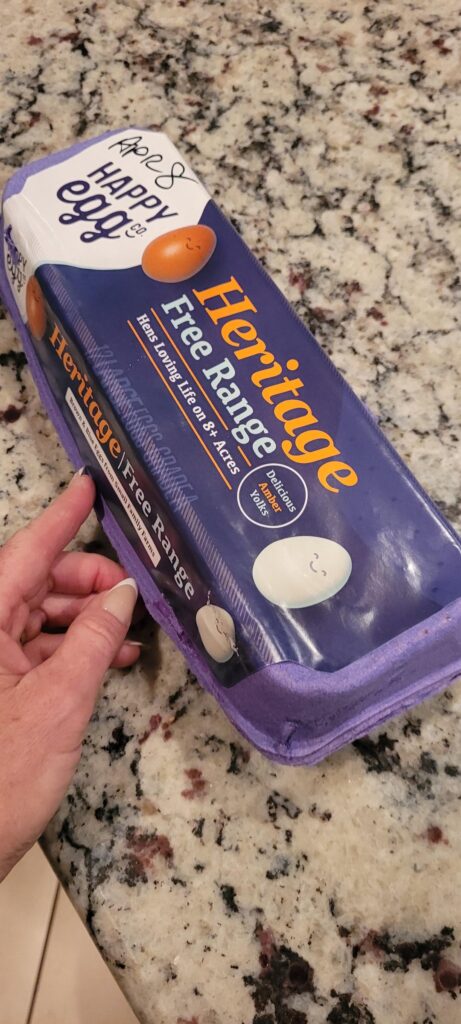 APR 8
HAPPY
egg CO.
Heritage
Free Range
Hens Loving Life on 8+ Acres
Delicious
Amber
Yolks
Heritage | Free Range